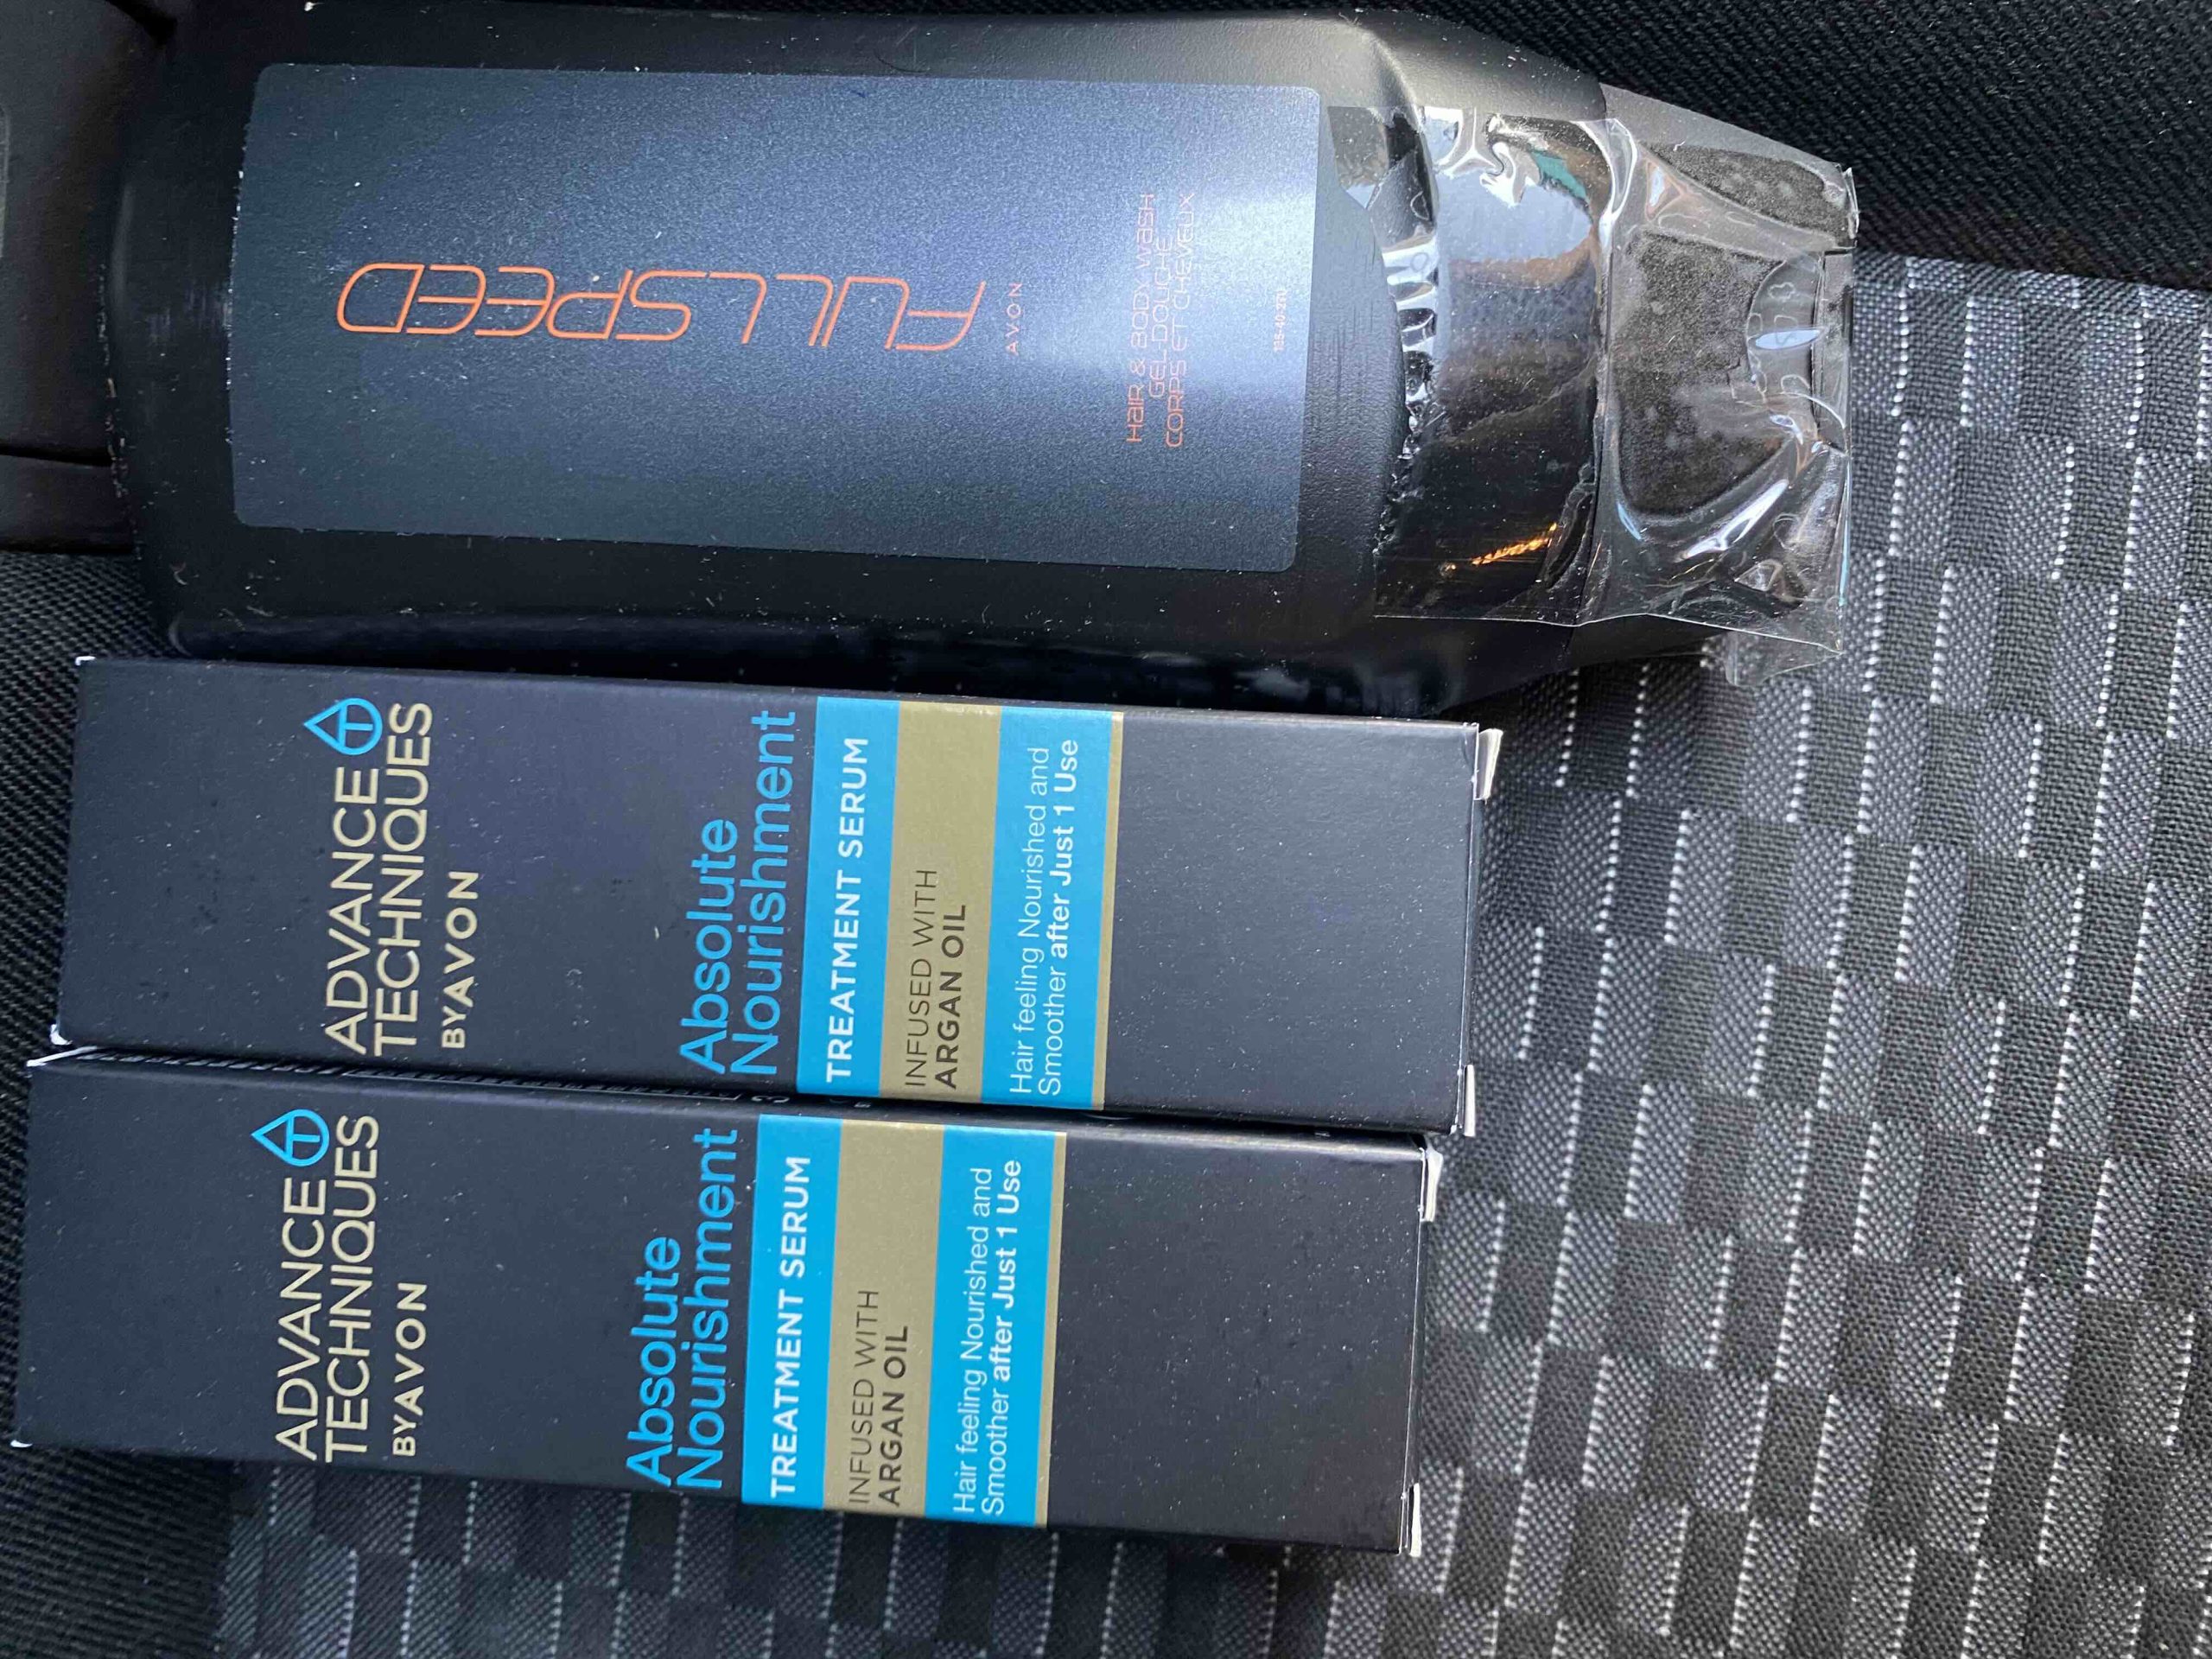 FULLSPEED
AVON
HAIR & BODY WASH
GEL DOUCHE
CORPS ET CHEVEUX
ADVANCE
TECHNIQUES
BY AVON
Absolute
Nourishment
TREATMENT SERUM
INFUSED WITH
ARGAN OIL
Hair feeling Nourished and
Smoother after Just 1 Use
ADVANCE
TECHNIQUES
BY AVON
Absolute
Nourishment
TREATMENT SERUM
INFUSED WITH
ARGAN OIL
Hair feeling Nourished and
Smoother after Just 1 Use